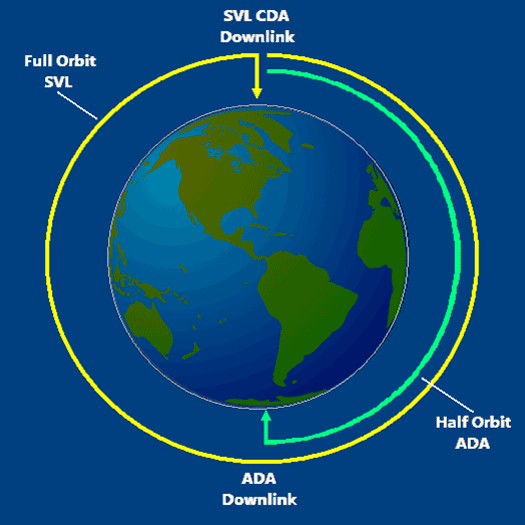 SVL CDA
Downlink
Full Orbit
SVL
Half Orbit
ADA
ADA
Downlink